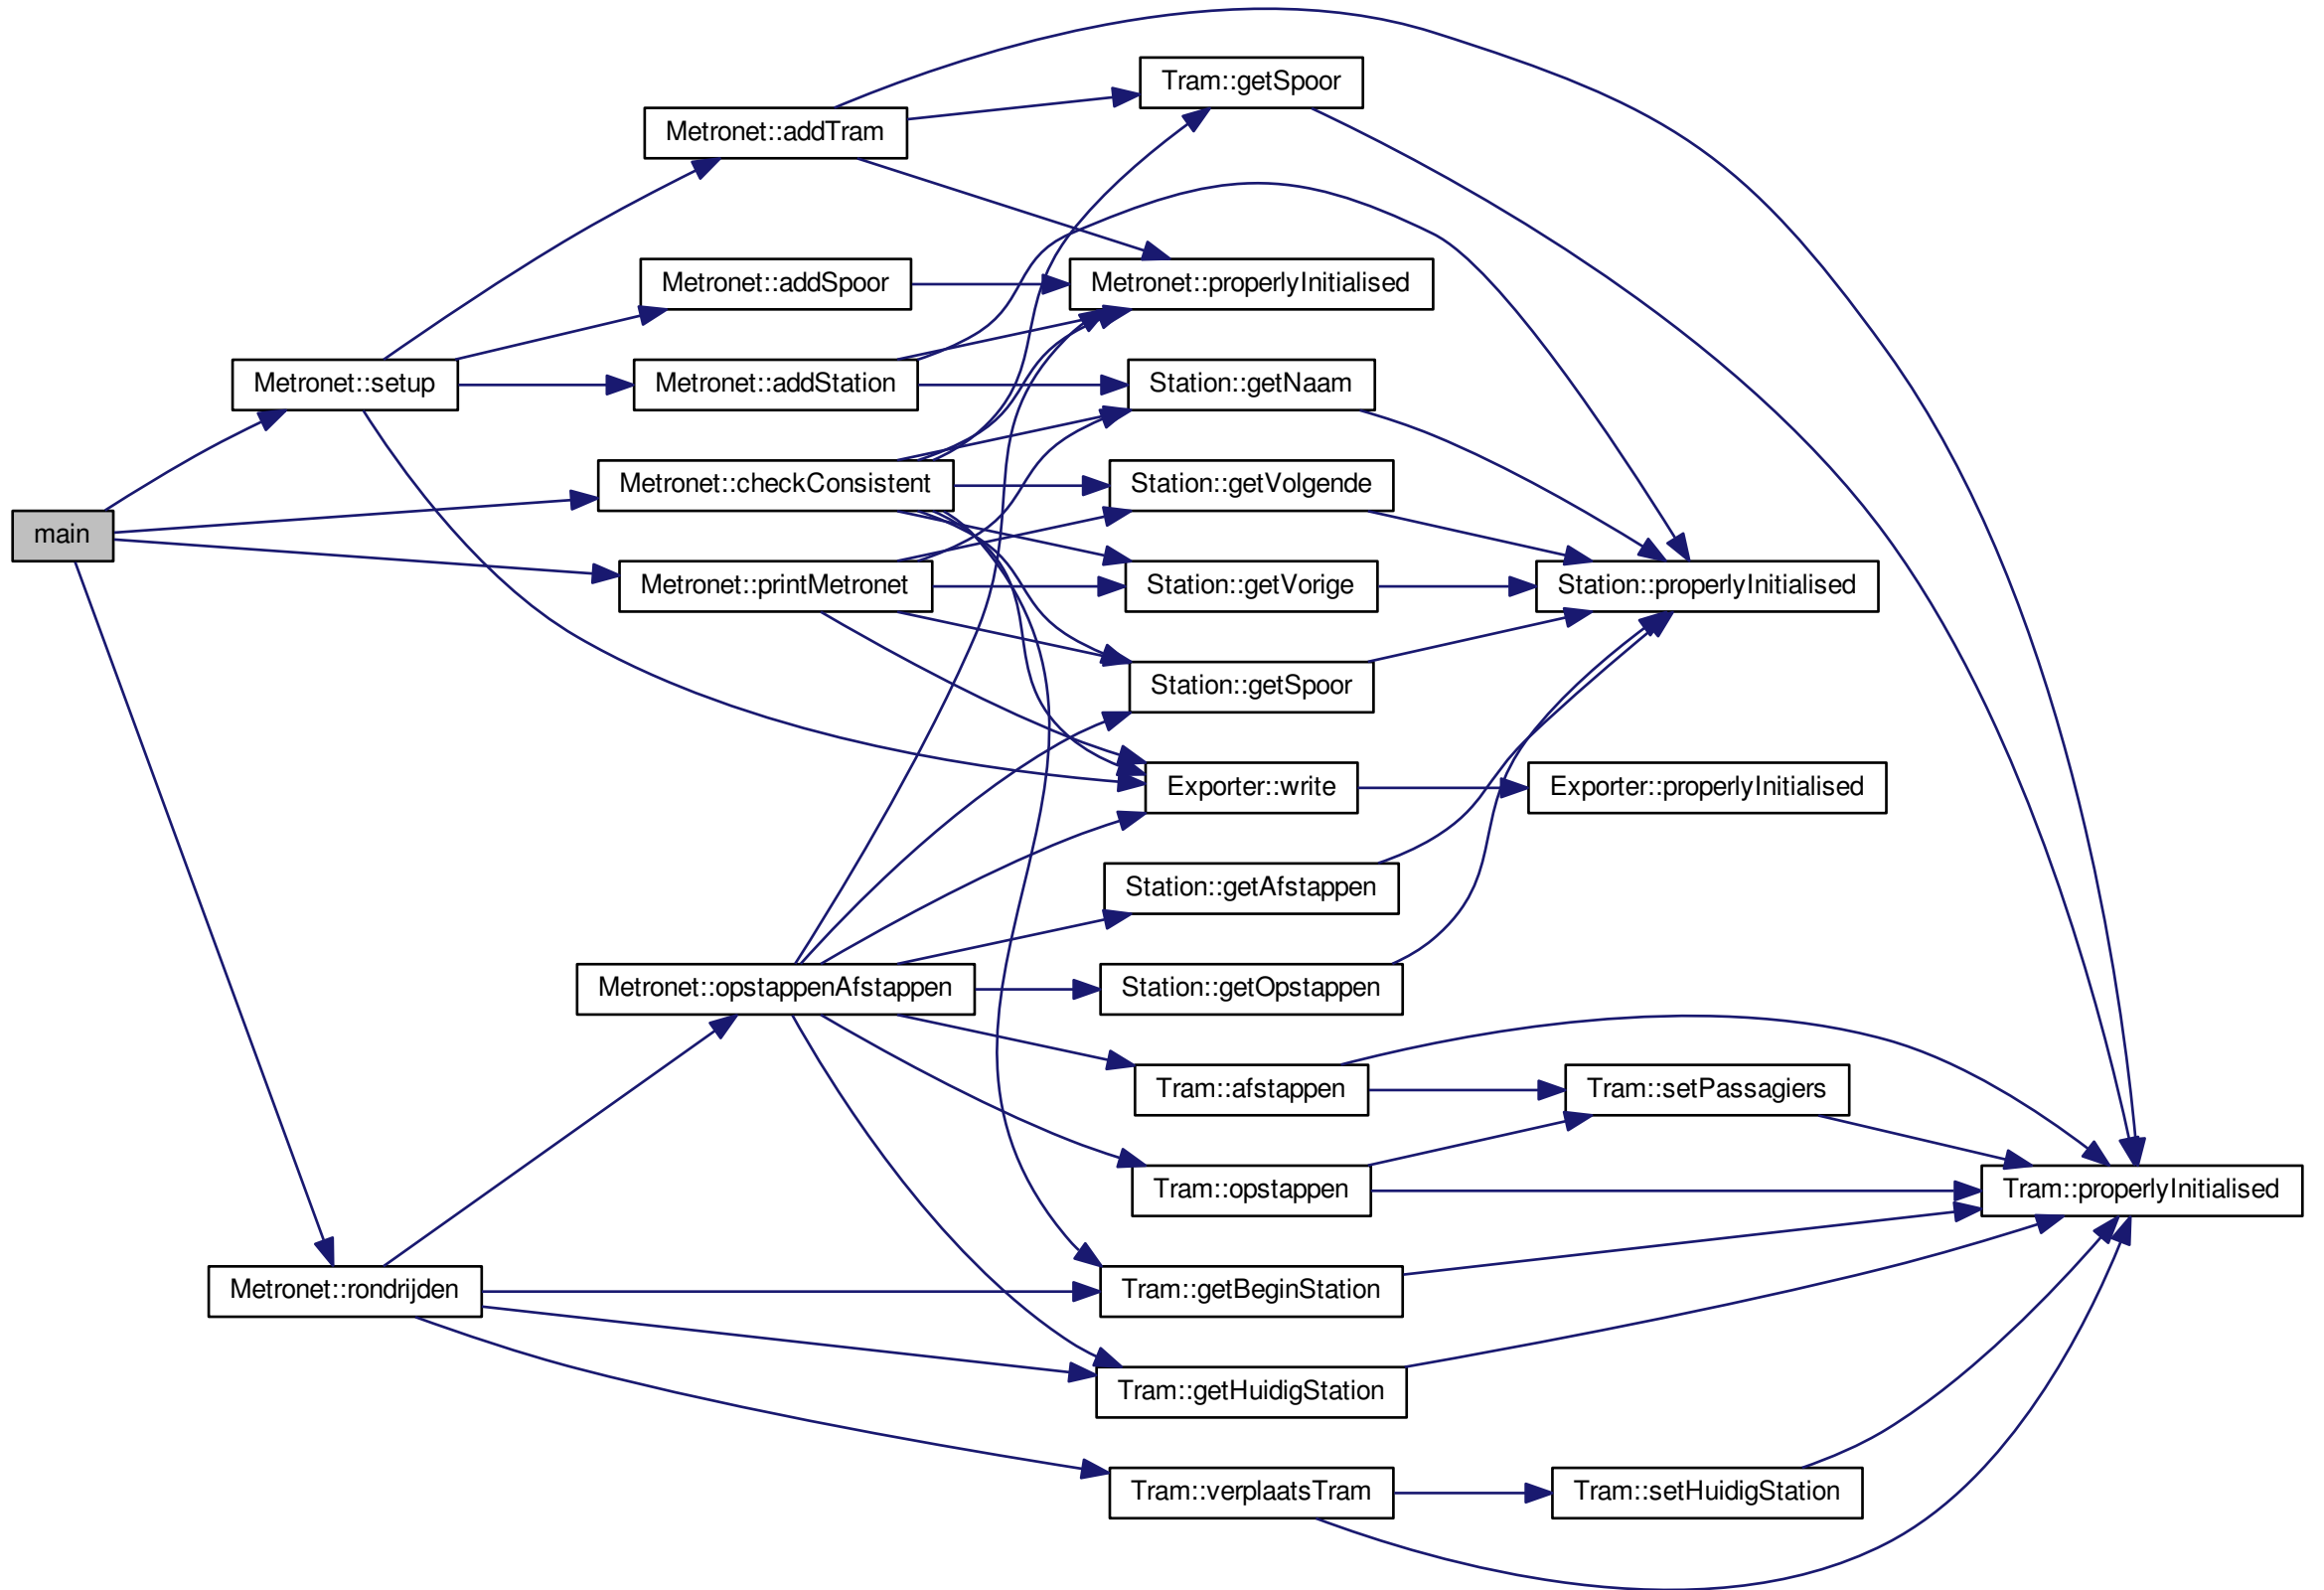 main
Metronet::setup
Metronet::rondrijden
Metronet::addTram
Metronet::addSpoor
Metronet::addStation
Metronet::checkConsistent
Metronet::printMetronet
Metronet::opstappenAfstappen
Tram::getSpoor
Metronet::properlyInitialised
Station::getNaam
Station::getVolgende
Station::getVorige
Station::getSpoor
Exporter::write
Station::getAfstappen
Station::getOpstappen
Tram::afstappen
Tram::opstappen
Tram::getBeginStation
Tram::getHuidigStation
Tram::verplaatsTram
Station::properlyInitialised
Exporter::properlyInitialised
Tram::setPassagiers
Tram::setHuidigStation
Tram::properlyInitialised